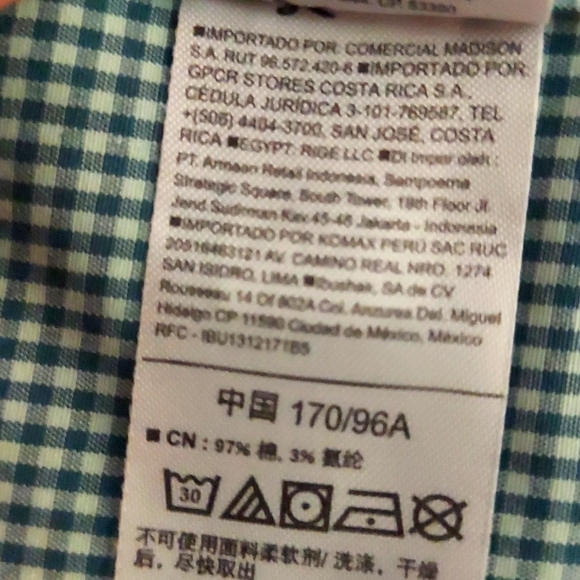 CP. 83300
■IMPORTADO POR: COMERCIAL MADISON
S.A. RUT 96.572.420-6 ■IMPORTADO POR:
GPCR STORES COSTA RICA S.A.,
CÉDULA JURÍDICA 3-101-769587, TEL
+(506) 4404-3700, SAN JOSÉ, COSTA
RICA ■EGYPT: RIGE LLC ■Di impor oleh :
PT. Armaan Retail Indonesia, Sampoerna
Strategic Square, South Tower, 19th Floor Jl.
Jend Sudirman Kav 45-46 Jakarta - Indonesia
■IMPORTADO POR KOMAX PERÚ SAC RUC
20516463121 AV. CAMINO REAL NRO. 1274
SAN ISIDRO, LIMA ■Ibushak, SA de CV
Rousseau 14 Of 802A Col. Anzures Del. Miguel
Hidalgo CP 11590 Ciudad de México, México
RFC - IBU1312171B5
中国 170/96A
■ CN : 97% 棉, 3% 氨纶
30
不可使用面料柔软剂/ 洗涤、干燥
后，尽快取出